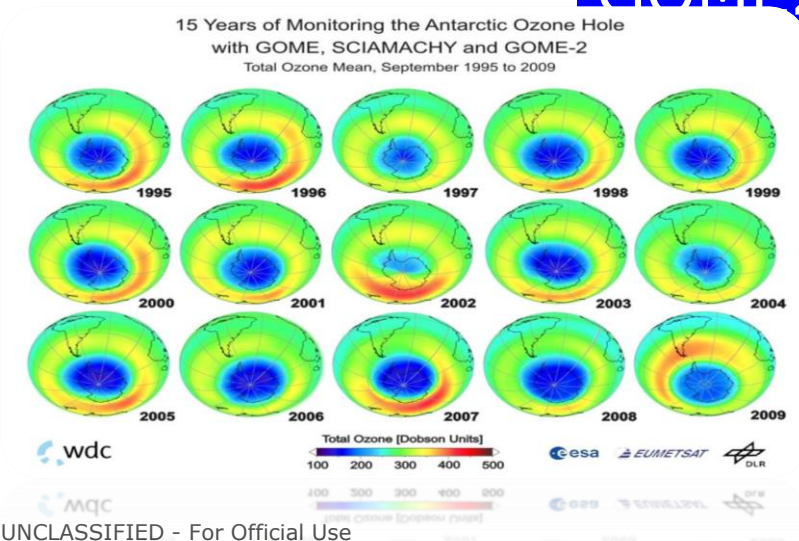 15 Years of Monitoring the Antarctic Ozone Hole
with GOME, SCIAMACHY and GOME-2
Total Ozone Mean, September 1995 to 2009
1995 1996 1997 1998 1999
2000 2001 2002 2003 2004
2005 2006 2007 2008 2009
wdc
Total Ozone [Dobson Units]
100 200 300 400 500
esa EUMETSAT DLR
UNCLASSIFIED - For Official Use